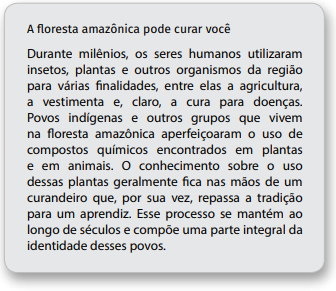 A floresta amazônica pode curar você
Durante milênios, os seres humanos utilizaram
insetos, plantas e outros organismos da região
para várias finalidades, entre elas a agricultura,
a vestimenta e, claro, a cura para doenças.
Povos indígenas e outros grupos que vivem
na floresta amazônica aperfeiçoaram o uso de
compostos químicos encontrados em plantas
e em animais. O conhecimento sobre o uso
dessas plantas geralmente fica nas mãos de um
curandeiro que, por sua vez, repassa a tradição
para um aprendiz. Esse processo se mantém ao
longo de séculos e compõe uma parte integral da
identidade desses povos.